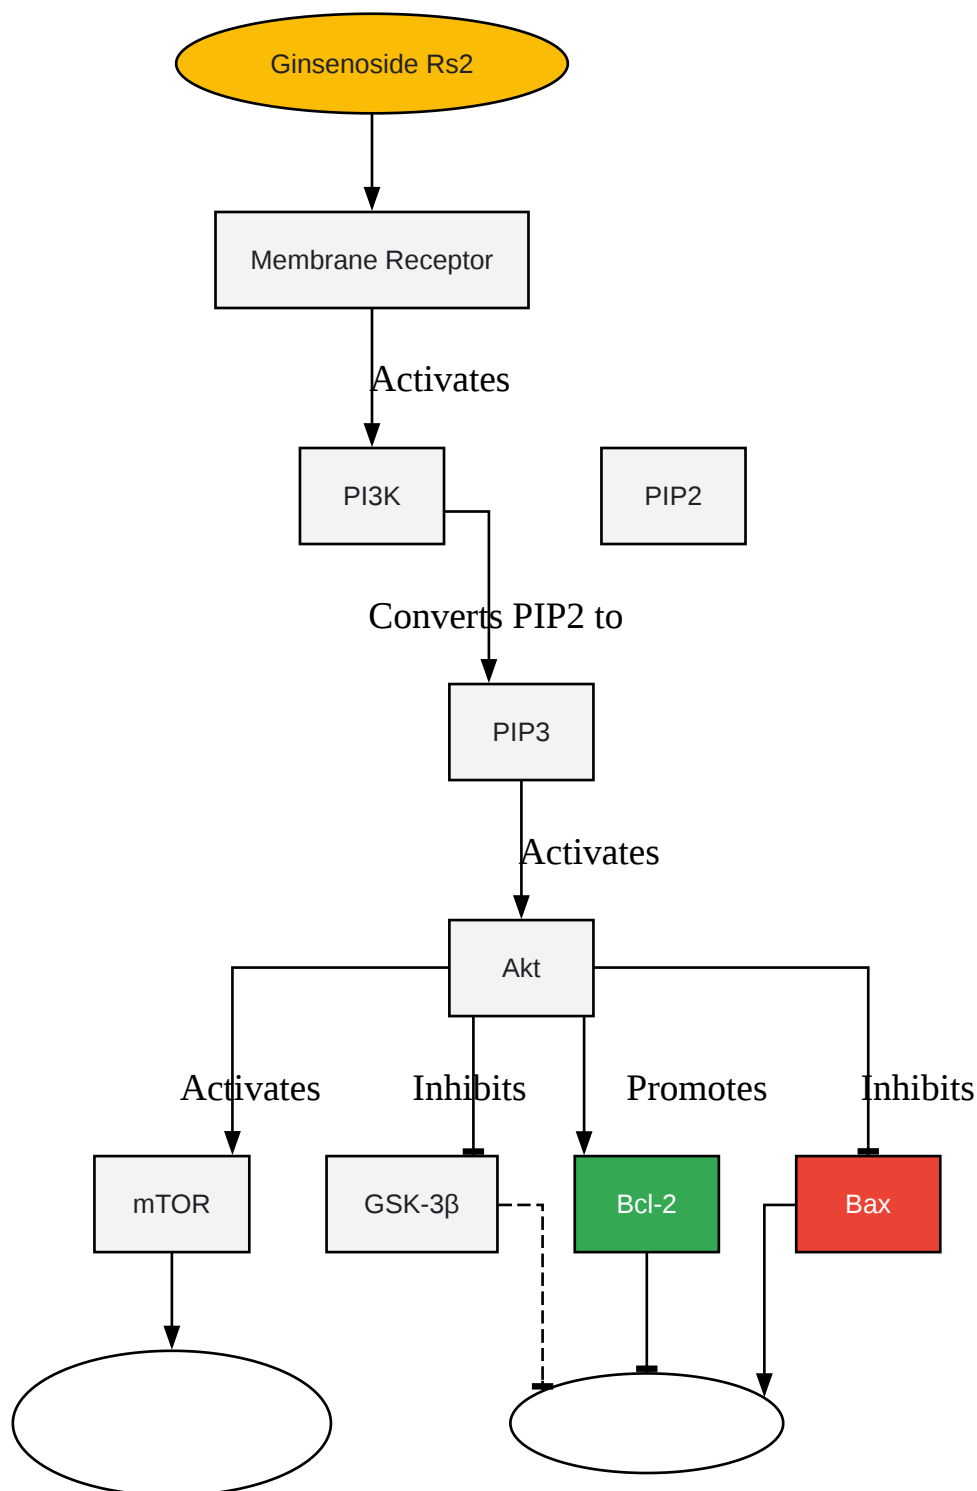 Ginsenoside Rs2
Membrane Receptor
Activates
PI3K
PIP2
Converts PIP2 to
PIP3
Activates
Akt
Activates
Inhibits
Promotes
Inhibits
mTOR
GSK-3β
Bcl-2
Bax